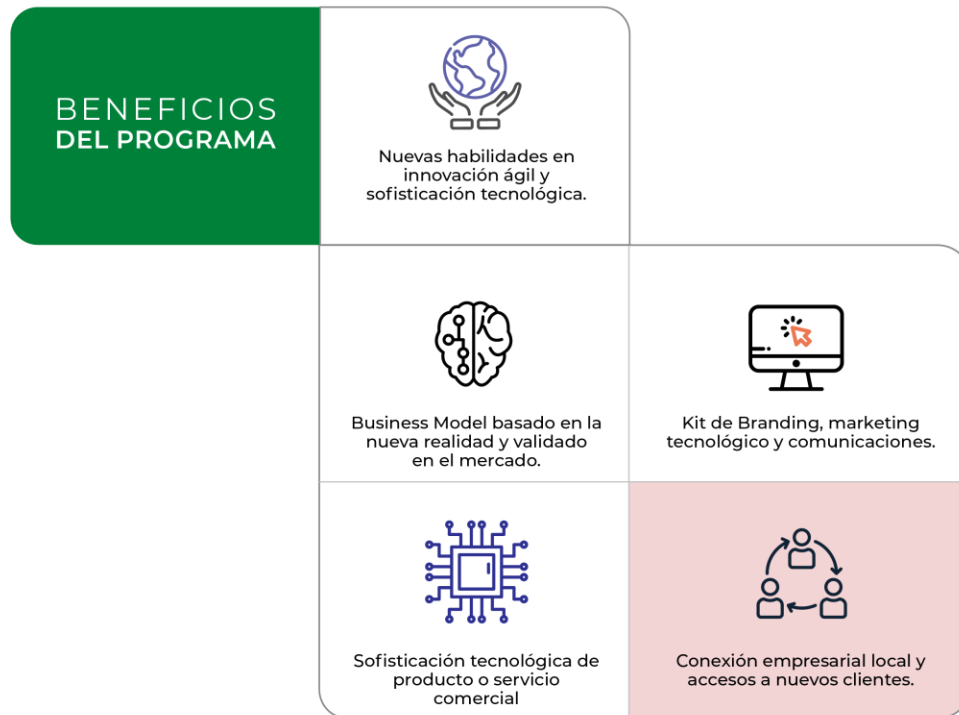 BENEFICIOS
DEL PROGRAMA
Nuevas habilidades en
innovación ágil y
sofisticación tecnológica.
Business Model basado en la
nueva realidad y validado
en el mercado.
Kit de Branding, marketing
tecnológico y comunicaciones.
Sofisticación tecnológica de
producto o servicio
comercial
Conexión empresarial local y
accesos a nuevos clientes.